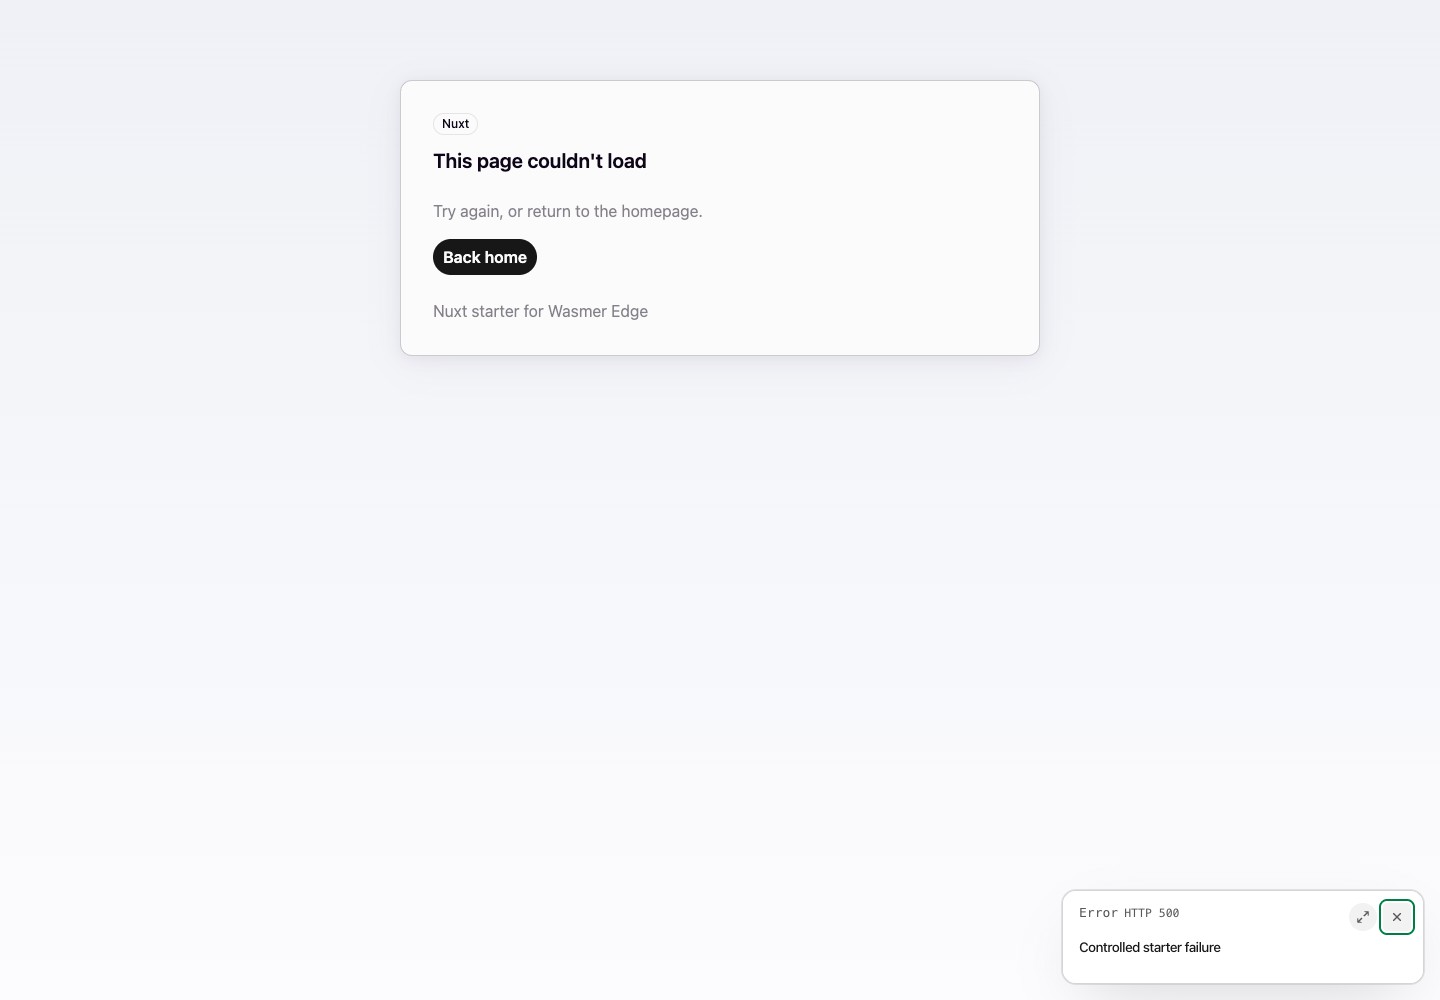 Nuxt
This page couldn't load
Try again, or return to the homepage.
Back home
Nuxt starter for Wasmer Edge
Error HTTP 500
Controlled starter failure